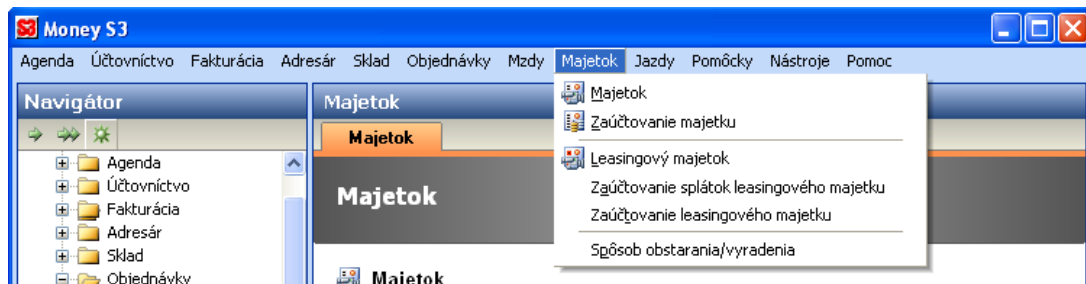 S3 Money S3
Agenda Účtovníctvo Fakturácia Adresár Sklad Objednávky Mzdy Majetok Jazdy Pomôcky Nástroje Pomoc
Navigátor
Agenda
Účtovníctvo
Fakturácia
Adresár
Sklad
Objednávky
Majetok
Majetok
Majetok
Majetok
Majetok
Zaúčtovanie majetku
Leasingový majetok
Zaúčtovanie splátok leasingového majetku
Zaúčtovanie leasingového majetku
Spôsob obstarania/vyradenia